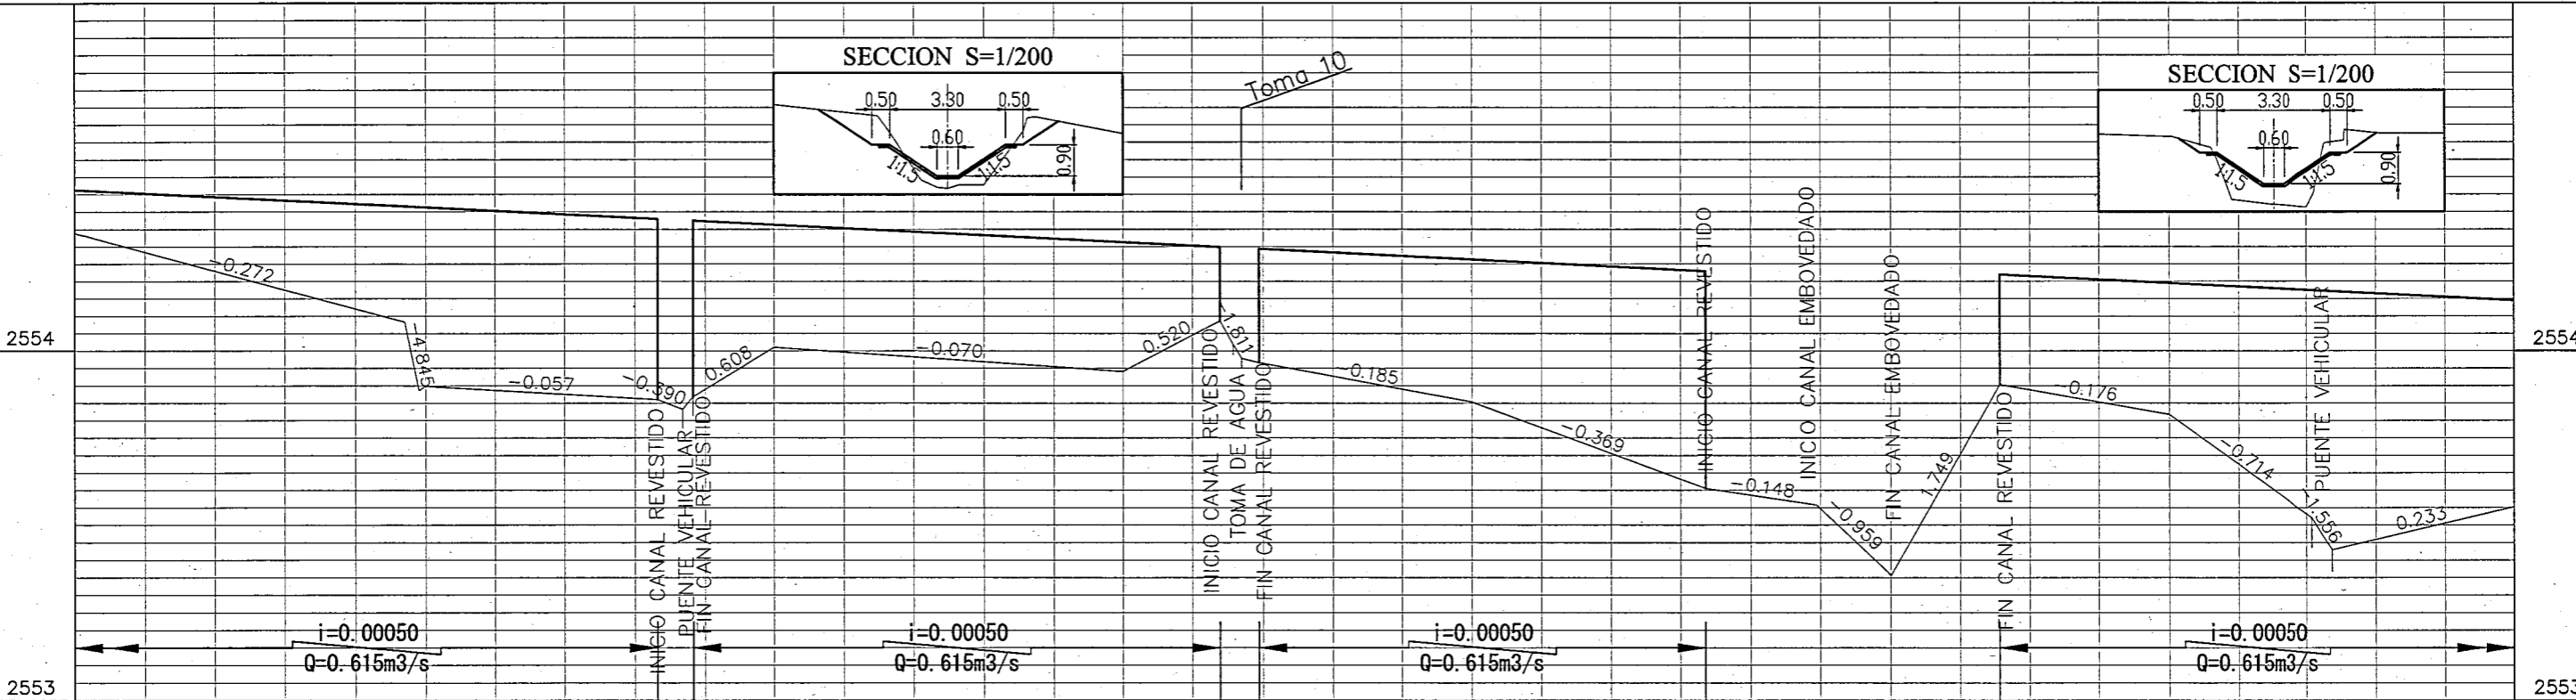 SECCION S=1/200
0.50 3.30 0.50
0.60
1:1.5 1:1.5
0.90
Toma 10
SECCION S=1/200
0.50 3.30 0.50
0.60
1:1.5 1:1.5
0.90
2554
2554
-0.272
-4.845
-0.057
-0.390
0.608
-0.070
0.520
-1.811
-0.185
-0.369
-0.148
-0.959
1.749
-0.176
-0.714
-1.556
0.233
INICIO CANAL REVESTIDO
PUENTE VEHICULAR
FIN CANAL REVESTIDO
INICIO CANAL REVESTIDO
TOMA DE AGUA
FIN CANAL REVESTIDO
INICIO CANAL REVESTIDO
INICIO CANAL EMBOVEDADO
FIN CANAL EMBOVEDADO
FIN CANAL REVESTIDO
PUENTE VEHICULAR
i=0.00050
Q=0.615m3/s
i=0.00050
Q=0.615m3/s
i=0.00050
Q=0.615m3/s
i=0.00050
Q=0.615m3/s
2553
2553